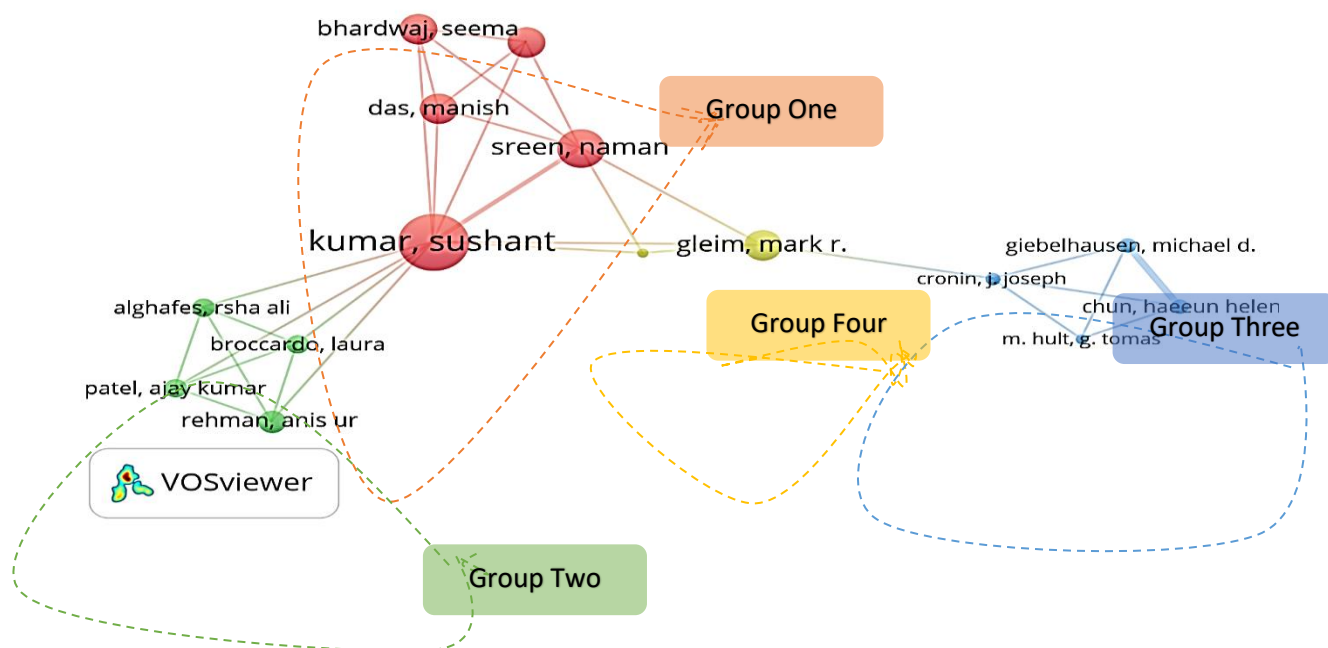 bhardwaj, seema
das, manish
Group One
sreen, naman
kumar, sushant
gleim, mark r.
giebelhausen, michael d.
cronin, j. joseph
alghafes, rsha ali
chun, haeeun helen
Group Four
Group Three
m. hult, g. tomas
broccardo, laura
patel, ajay kumar
rehman, anis ur
VOSviewer
Group Two